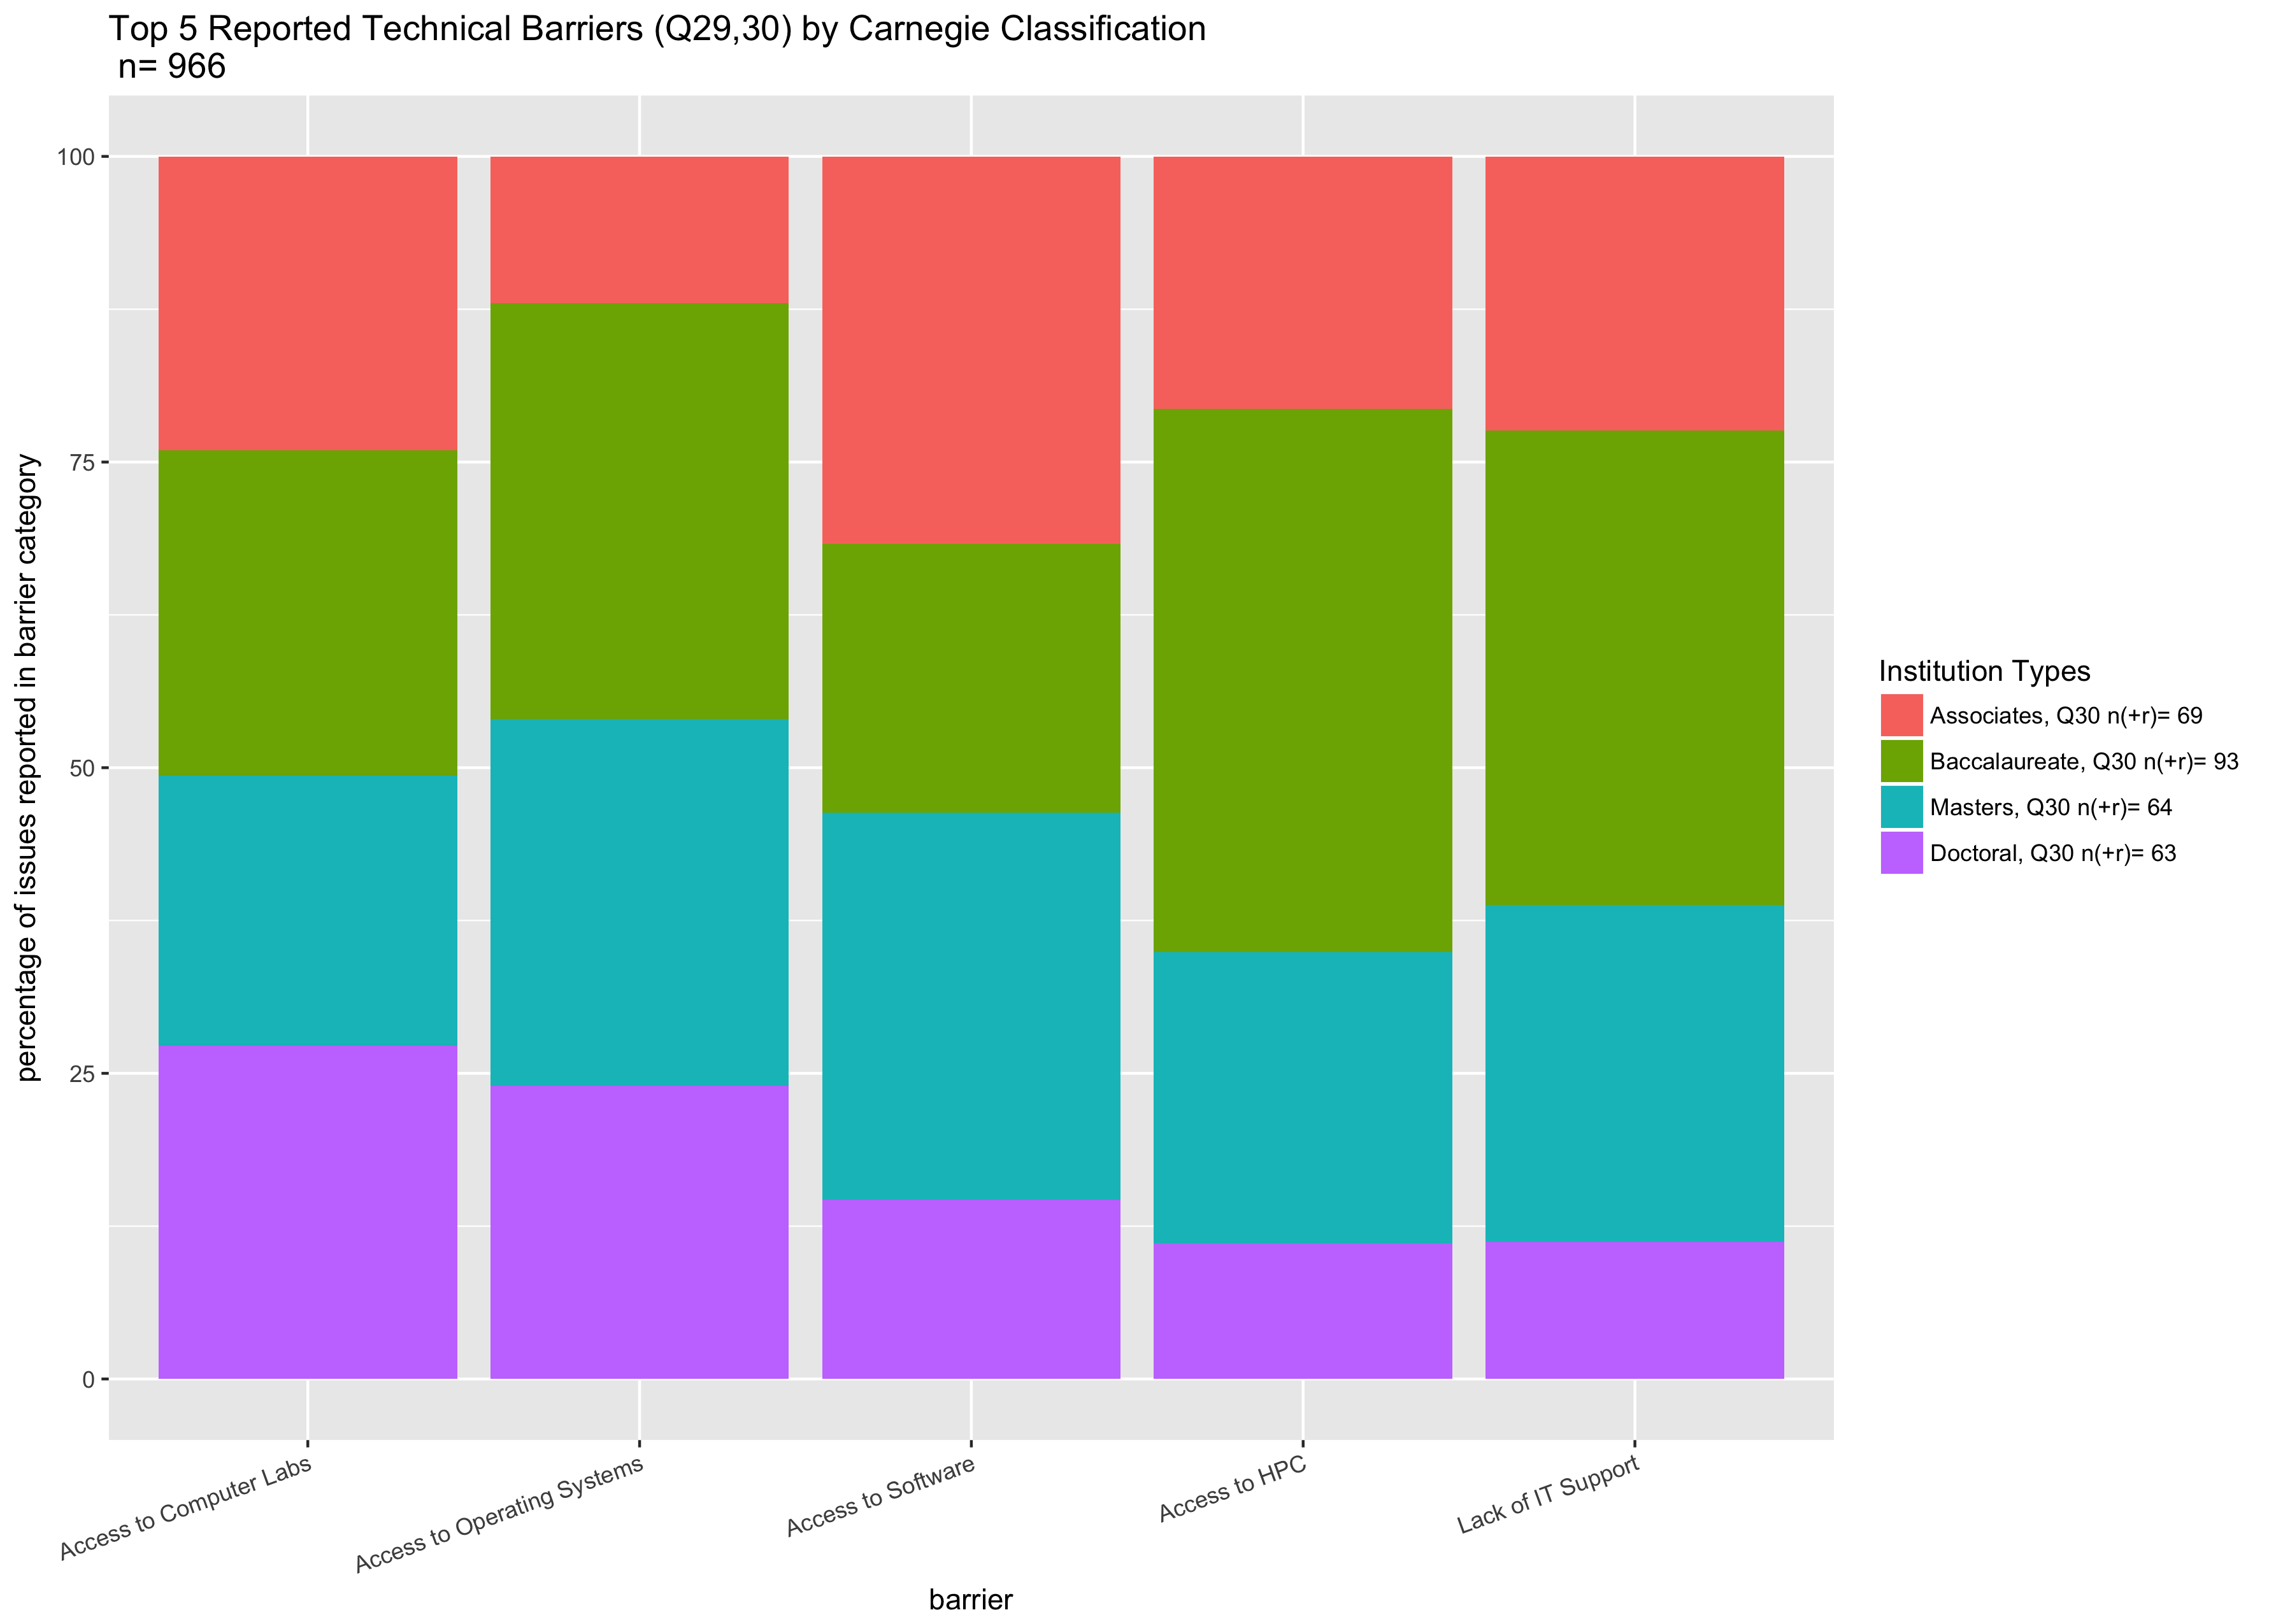 Top 5 Reported Technical Barriers (Q29,30) by Carnegie Classification
n= 966
percentage of issues reported in barrier category
100
75
50
25
0
Access to Computer Labs
Access to Operating Systems
Access to Software
Access to HPC
Lack of IT Support
barrier
Institution Types
Associates, Q30 n(+r)= 69
Baccalaureate, Q30 n(+r)= 93
Masters, Q30 n(+r)= 64
Doctoral, Q30 n(+r)= 63